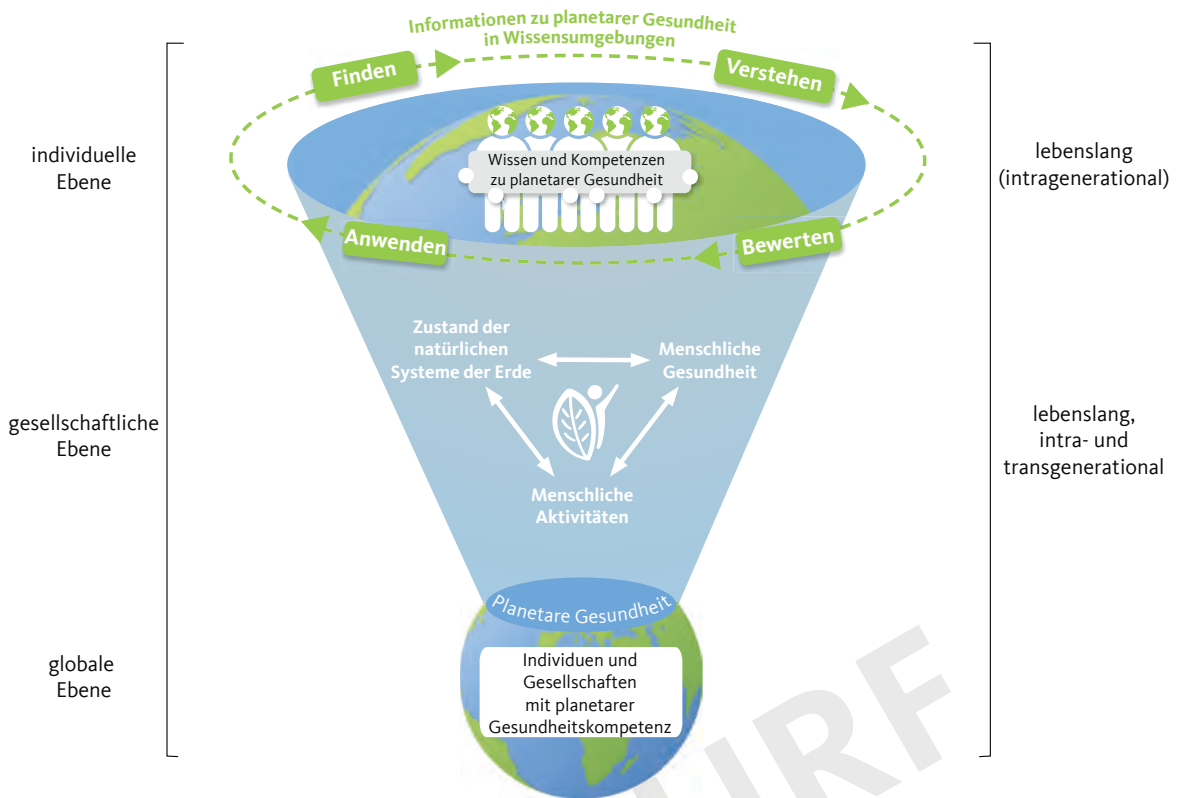 Informationen zu planetarer Gesundheit
in Wissensumgebungen
Finden
Verstehen
individuelle
Ebene
Wissen und Kompetenzen
zu planetarer Gesundheit
lebenslang
(intragenerational)
Anwenden
Bewerten
Zustand der
natürlichen
Systeme der Erde
Menschliche
Gesundheit
gesellschaftliche
Ebene
lebenslang,
intra- und
transgenerational
Menschliche
Aktivitäten
Planetare Gesundheit
globale
Ebene
Individuen und
Gesellschaften
mit planetarer
Gesundheitskompetenz
URF